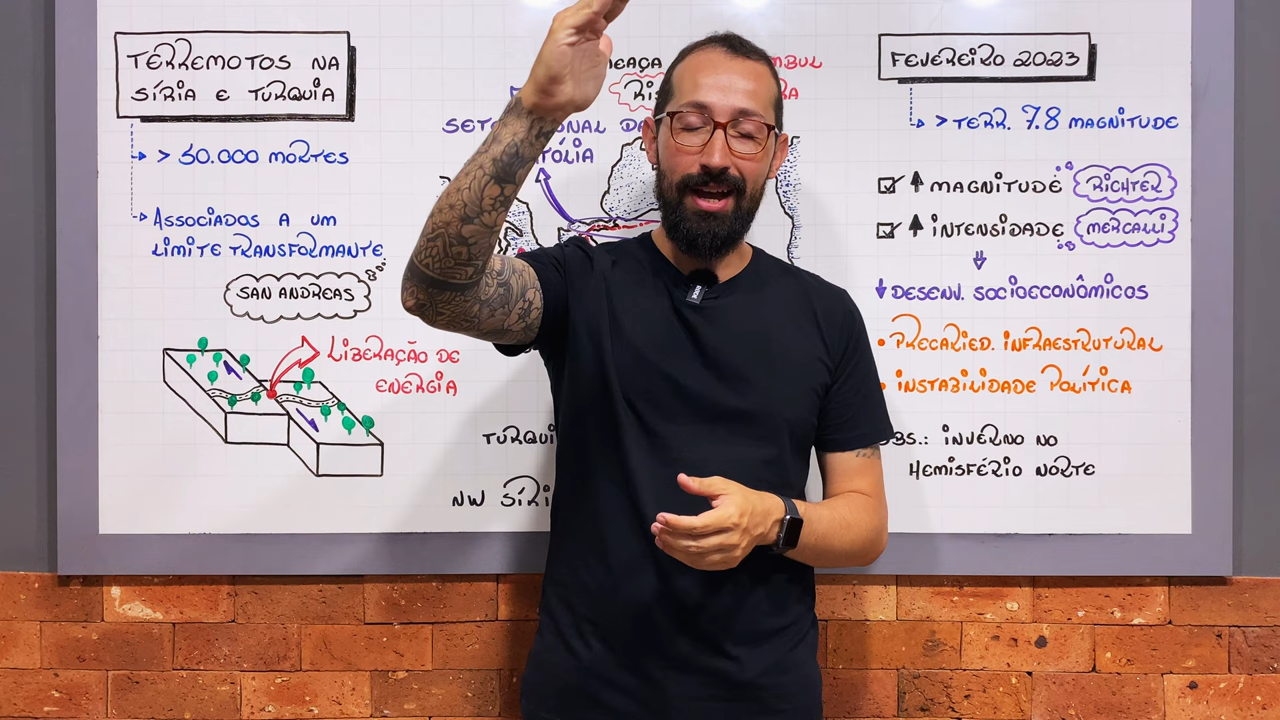 TERREMOTOS NA
SÍRIA E TURQUIA
> 50.000 MORTES
ASSOCIADOS A UM
LIMITE TRANSFORMANTE
SAN ANDREAS
LIBERAÇÃO DE
ENERGIA
NW
FEVEREIRO 2023
> TERR. 7.8 MAGNITUDE
↑ MAGNITUDE
RICHTER
↑ INTENSIDADE
MERCALLI
↓ DESENV. SOCIOECONÔMICOS
• PRECARIED. INFRAESTRUTURAL
• INSTABILIDADE POLÍTICA
INVERNO NO
HEMISFÉRIO NORTE